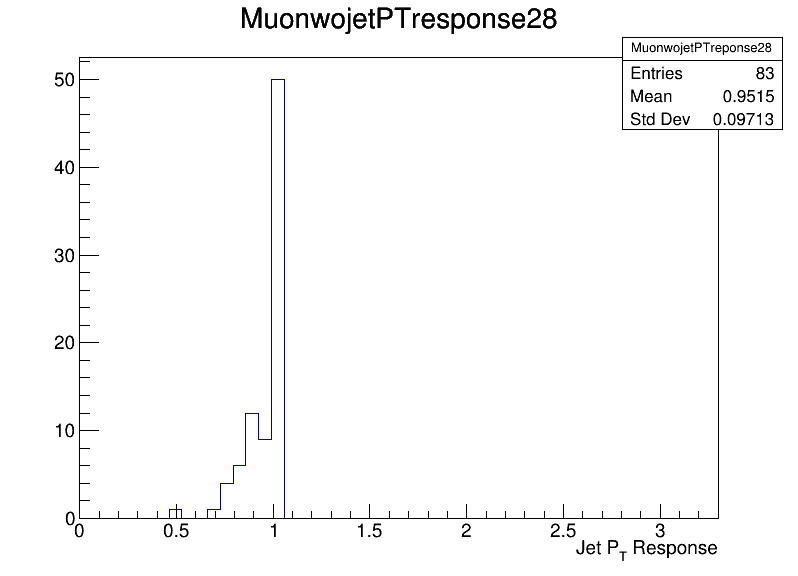 MuonwojetPTresponse28
MuonwojetPTreponse28
Entries 83
Mean 0.9515
Std Dev 0.09713
50
40
30
20
10
0
0 0.5 1 1.5 2 2.5 3
Jet P_T Response